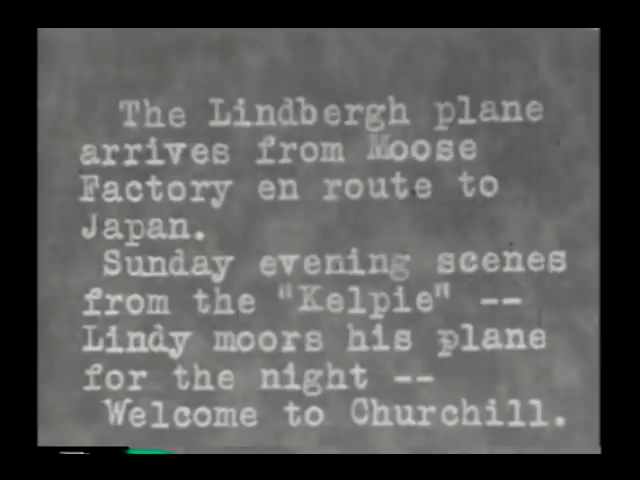 The Lindbergh plane
arrives from Moose
Factory en route to
Japan.
Sunday evening scenes
from the "Kelpie" --
Lindy moors his plane
for the night --
Welcome to Churchill.